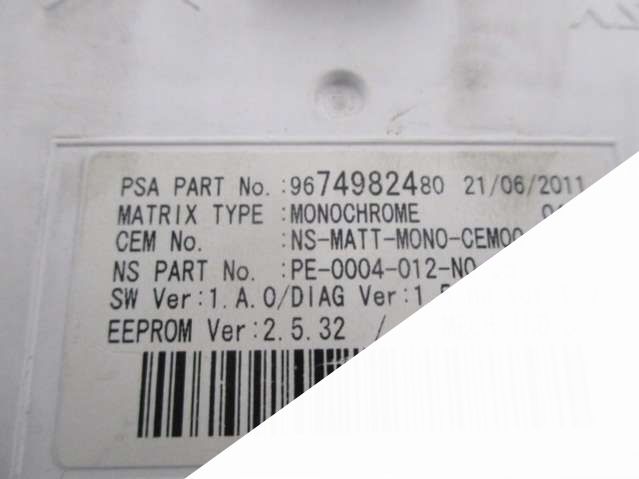 PSA PART No.:9674982480 21/06/2011
MATRIX TYPE :MONOCHROME
CEM No. :NS-MATT-MONO-CEM00
NS PART No. :PE-0004-012-NO
SW Ver:1.A.0/DIAG Ver:1.
EEPROM Ver:2.5.32 /